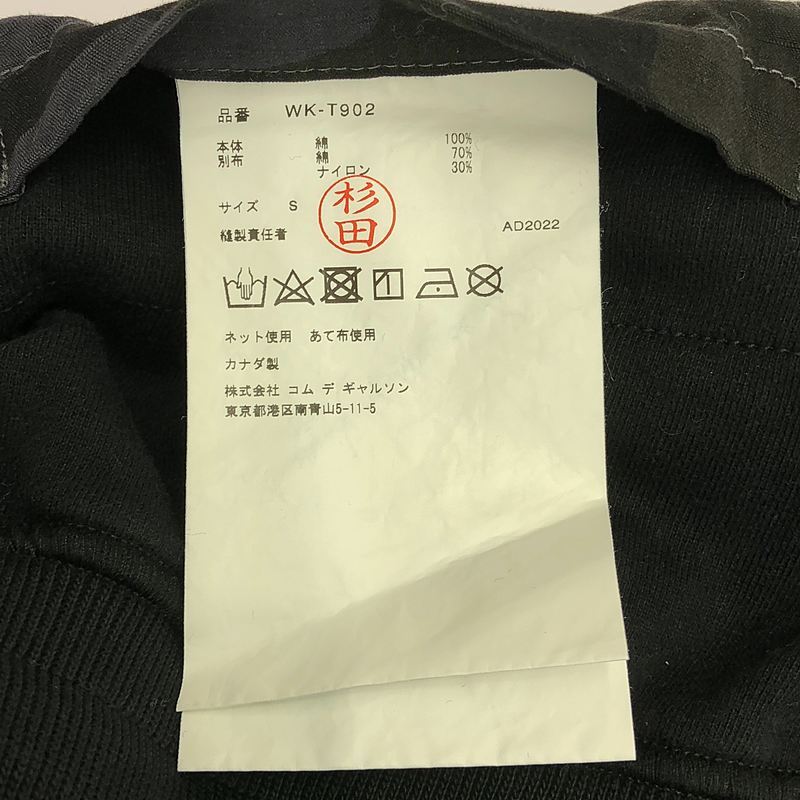 品番 WK-T902
本体 綿 100%
別布 綿 70%
ナイロン 30%
サイズ S
縫製責任者 杉田
AD2022
ネット使用 あて布使用
カナダ製
株式会社 コム デ ギャルソン
東京都港区南青山5-11-5